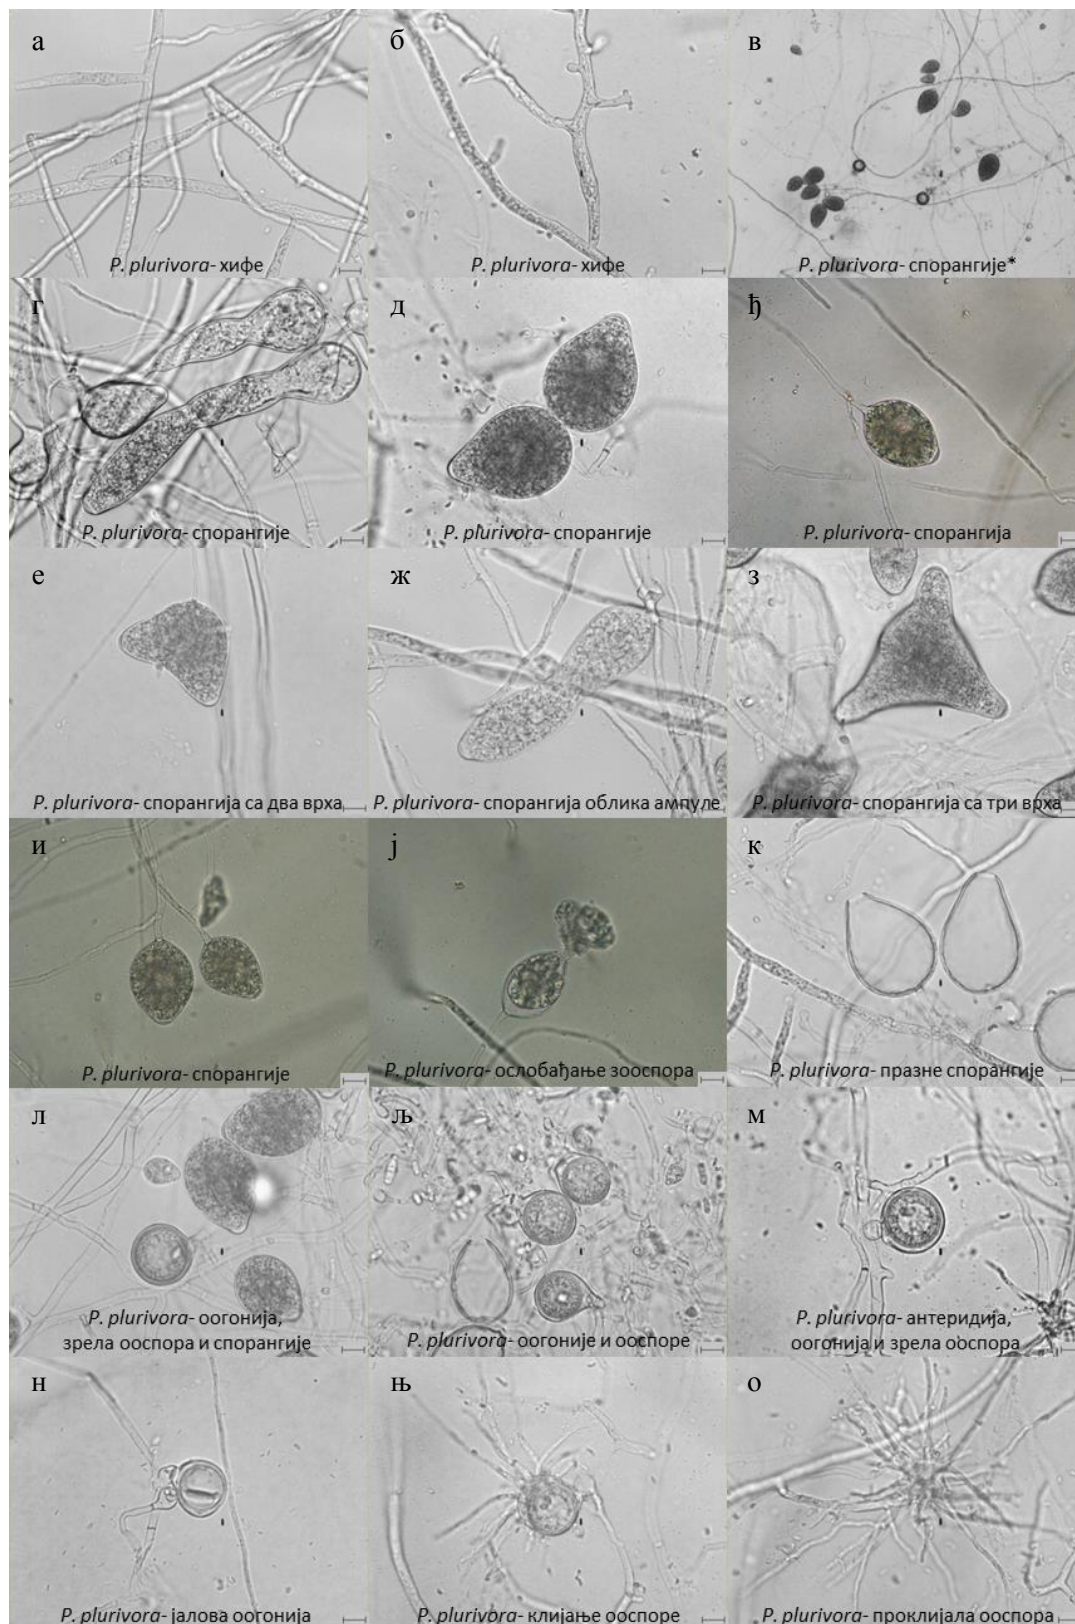 а
P. plurivora- хифе
б
P. plurivora- хифе
в
P. plurivora- спорангије*
г
P. plurivora- спорангије
д
P. plurivora- спорангије
ђ
P. plurivora- спорангија
е
P. plurivora- спорангија са два врха
ж
P. plurivora- спорангија облика ампуле
з
P. plurivora- спорангија са три врха
и
P. plurivora- спорангије
ј
P. plurivora- ослобађање зооспора
к
P. plurivora- празне спорангије
л
P. plurivora- оогонија,
зрела ооспора и спорангије
љ
P. plurivora- оогоније и ооспоре
м
P. plurivora- антеридија,
оогонија и зрела ооспора
н
P. plurivora- јалова оогонија
њ
P. plurivora- клијање ооспоре
о
P. plurivora- проклијала ооспора